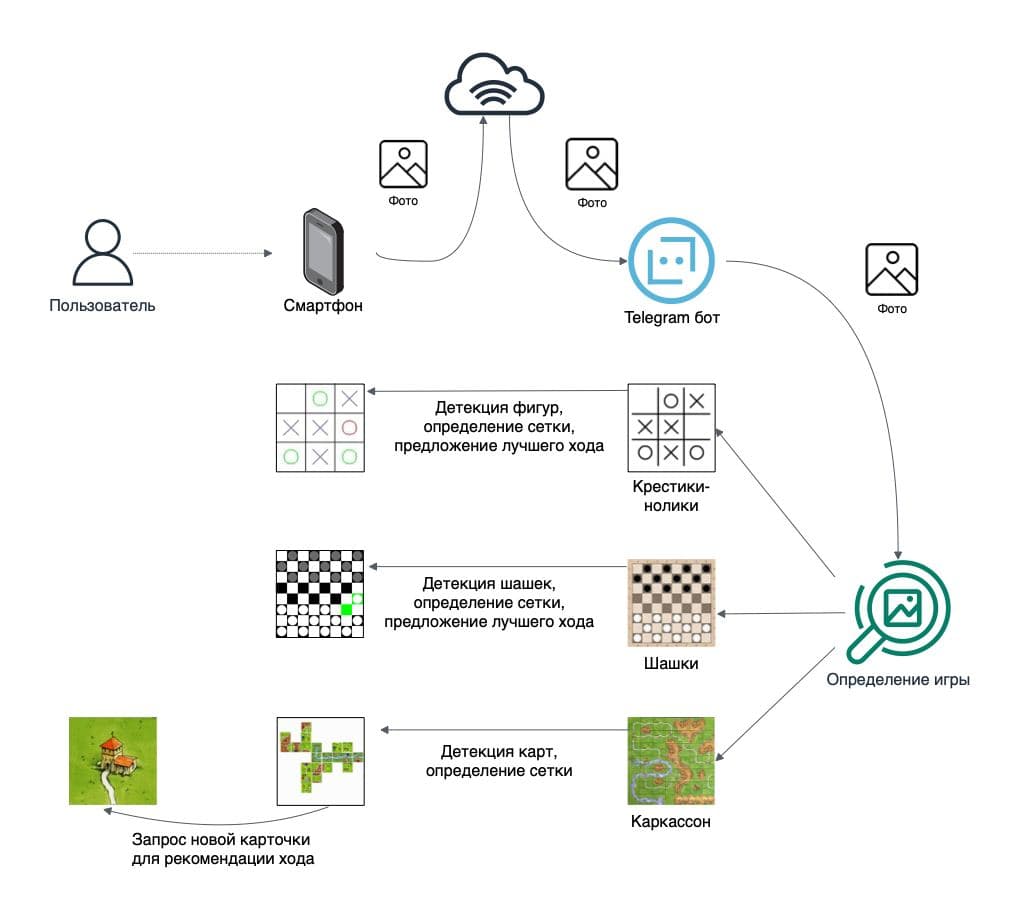 Фото
Фото
Пользователь
Смартфон
Telegram бот
Фото
Детекция фигур,
определение сетки,
предложение лучшего хода
Крестики-
нолики
Детекция шашек,
определение сетки,
предложение лучшего хода
Шашки
Определение игры
Детекция карт,
определение сетки
Каркассон
Запрос новой карточки
для рекомендации хода